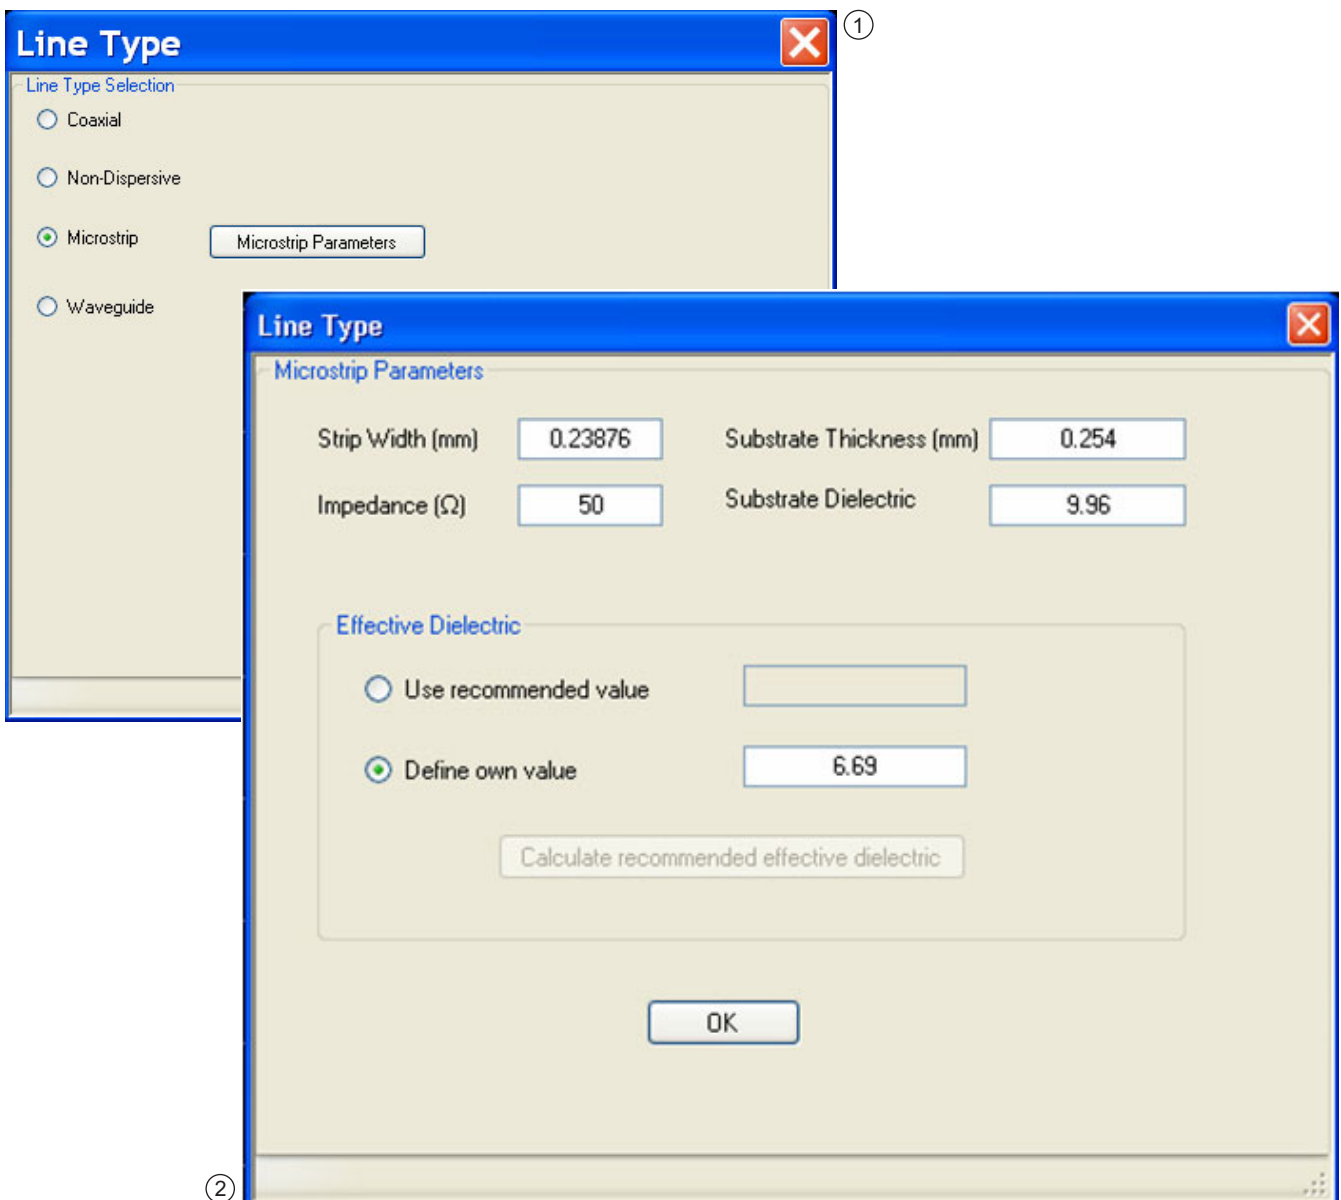 Line Type
①
Line Type Selection
Coaxial
Non-Dispersive
Microstrip
Microstrip Parameters
Waveguide
Line Type
Microstrip Parameters
Strip Width (mm) 0.23876 Substrate Thickness (mm) 0.254
Impedance (Ω) 50 Substrate Dielectric 9.96
Effective Dielectric
Use recommended value
Define own value 6.69
Calculate recommended effective dielectric
OK
②